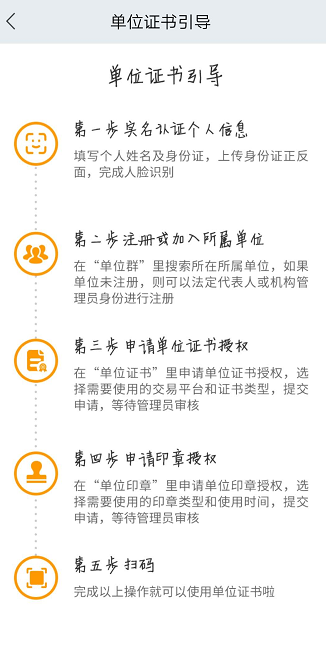 单位证书引导
单位证书引导
第一步 实名认证个人信息
填写个人姓名及身份证，上传身份证正反
面，完成人脸识别
第二步 注册或加入所属单位
在“单位群”里搜索所在所属单位，如果
单位未注册，则可以法定代表人或机构管
理员身份进行注册
第三步 申请单位证书授权
在“单位证书”里申请单位证书授权，选
择需要使用的交易平台和证书类型，提交
申请，等待管理员审核
第四步 申请印章授权
在“单位印章”里申请单位印章授权，选
择需要使用的印章类型和使用时间，提交
申请，等待管理员审核
第五步 扫码
完成以上操作就可以使用单位证书啦